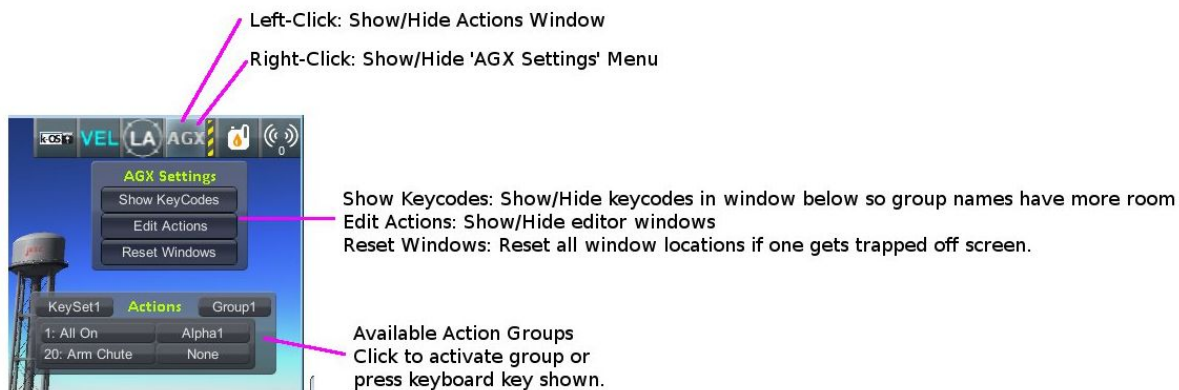 Left-Click: Show/Hide Actions Window
Right-Click: Show/Hide 'AGX Settings' Menu
kOS VEL LA AGX 0
AGX Settings
Show KeyCodes
Edit Actions
Reset Windows
Show Keycodes: Show/Hide keycodes in window below so group names have more room
Edit Actions: Show/Hide editor windows
Reset Windows: Reset all window locations if one gets trapped off screen.
KeySet1 Actions Group1
1: All On Alpha1
20: Arm Chute None
Available Action Groups
Click to activate group or
press keyboard key shown.